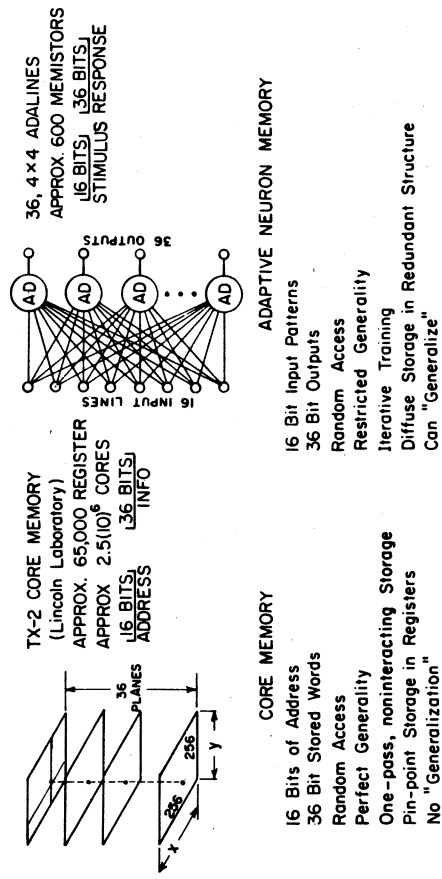 TX-2 CORE MEMORY
(Lincoln Laboratory)
APPROX. 65,000 REGISTER
APPROX 2.5(10)⁶ CORES
16 BITS 36 BITS
ADDRESS INFO
36
PLANES
256
256
X
Y
CORE MEMORY
16 Bits of Address
36 Bit Stored Words
Random Access
Perfect Generality
One-pass, noninteracting Storage
Pin-point Storage in Registers
No "Generalization"
16 INPUT LINES
AD
AD
AD
AD
36 OUTPUTS
36, 4×4 ADALINES
APPROX. 600 MEMISTORS
16 BITS 36 BITS
STIMULUS RESPONSE
ADAPTIVE NEURON MEMORY
16 Bit Input Patterns
36 Bit Outputs
Random Access
Restricted Generality
Iterative Training
Diffuse Storage in Redundant Structure
Can "Generalize"